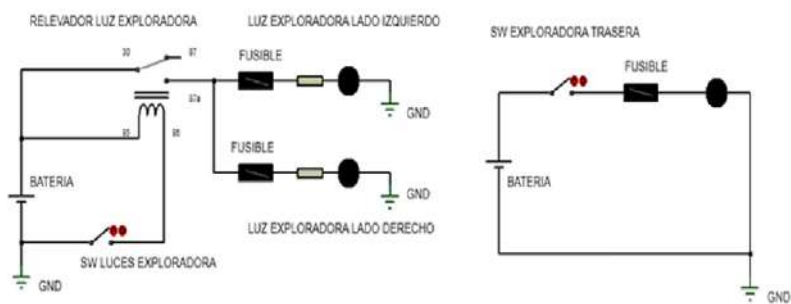 RELEVADOR LUZ EXPLORADORA
LUZ EXPLORADORA LADO IZQUIERDO
30
87
FUSIBLE
87a
GND
85
86
FUSIBLE
BATERIA
GND
LUZ EXPLORADORA LADO DERECHO
SW LUCES EXPLORADORA
GND
SW EXPLORADORA TRASERA
FUSIBLE
BATERIA
GND